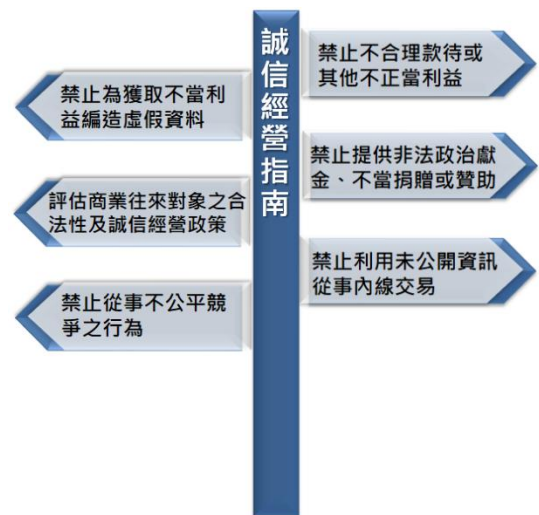 誠信經營指南
禁止不合理款待或
其他不正當利益
禁止為獲取不當利
益編造虛假資料
禁止提供非法政治獻
金、不當捐贈或贊助
評估商業往來對象之合
法性及誠信經營政策
禁止利用未公開資訊
從事內線交易
禁止從事不公平競
爭之行為